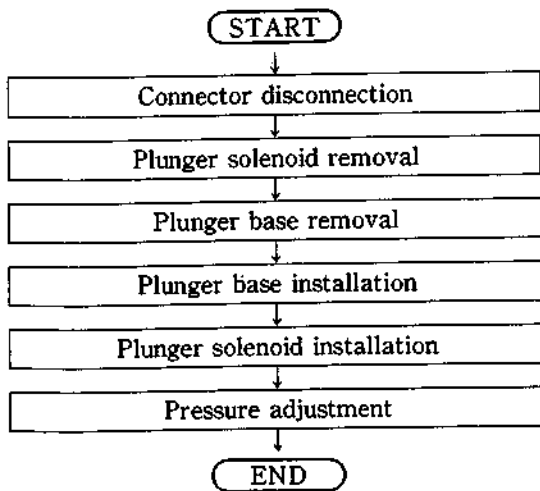 START
Connector disconnection
Plunger solenoid removal
Plunger base removal
Plunger base installation
Plunger solenoid installation
Pressure adjustment
END